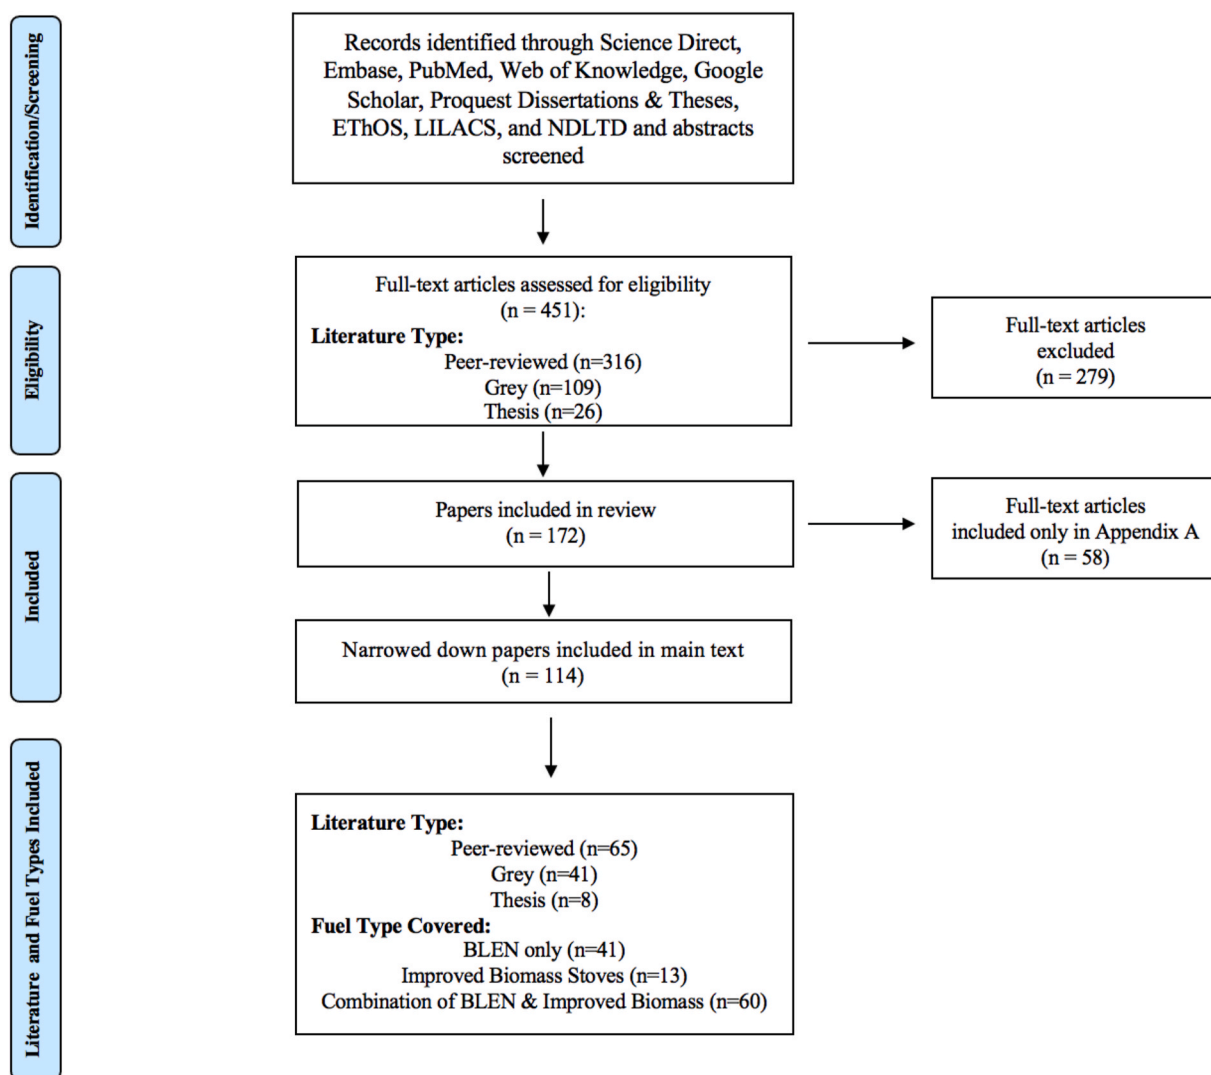 Identification/Screening
Records identified through Science Direct,
Embase, PubMed, Web of Knowledge, Google
Scholar, Proquest Dissertations & Theses,
EThOS, LILACS, and NDLTD and abstracts
screened
Eligibility
Full-text articles assessed for eligibility
(n = 451):
Literature Type:
Peer-reviewed (n=316)
Grey (n=109)
Thesis (n=26)
Full-text articles
excluded
(n = 279)
Included
Papers included in review
(n = 172)
Full-text articles
included only in Appendix A
(n = 58)
Narrowed down papers included in main text
(n = 114)
Literature and Fuel Types Included
Literature Type:
Peer-reviewed (n=65)
Grey (n=41)
Thesis (n=8)
Fuel Type Covered:
BLEN only (n=41)
Improved Biomass Stoves (n=13)
Combination of BLEN & Improved Biomass (n=60)